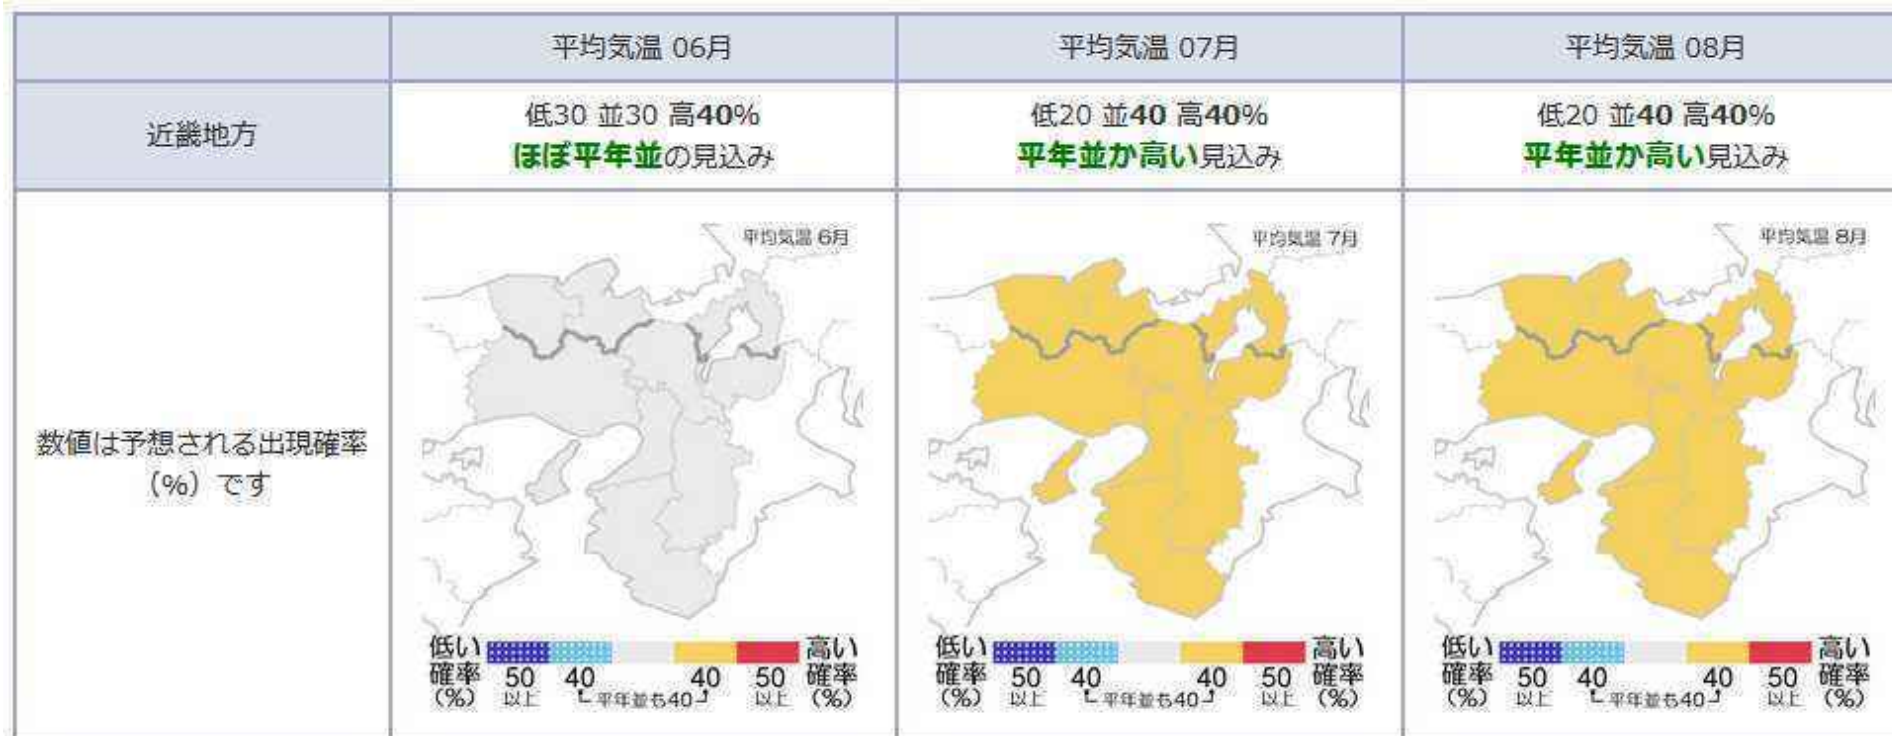 平均気温 06月
平均気温 07月
平均気温 08月
近畿地方
低30 並30 高40%
ほぼ平年並の見込み
低20 並40 高40%
平年並か高い見込み
低20 並40 高40%
平年並か高い見込み
数値は予想される出現確率
（%）です
平均気温 6月
低い
確率
(%)
50
以上
40
平年並も40
40
50
以上
高い
確率
(%)
平均気温 7月
低い
確率
(%)
50
以上
40
平年並も40
40
50
以上
高い
確率
(%)
平均気温 8月
低い
確率
(%)
50
以上
40
平年並も40
40
50
以上
高い
確率
(%)